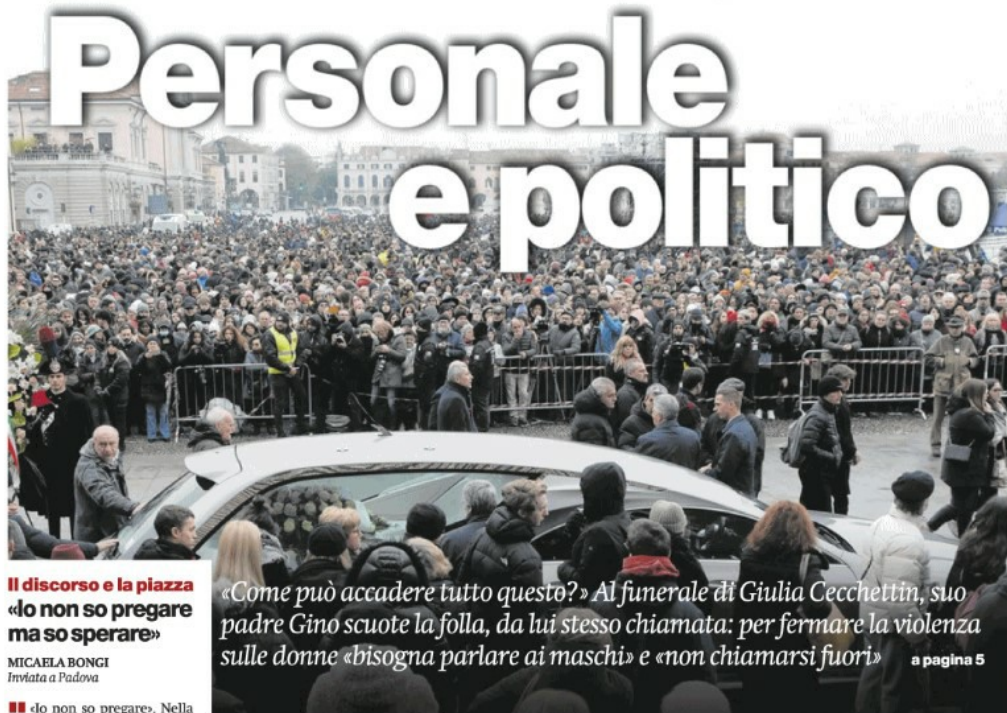 Personale
e politico
Il discorso e la piazza
«Io non so pregare
ma so sperare»
MICAELA BONGI
Inviata a Padova
«Io non so pregare». Nella
«Come può accadere tutto questo?» Al funerale di Giulia Cecchettin, suo
padre Gino scuote la folla, da lui stesso chiamata: per fermare la violenza
sulle donne «bisogna parlare ai maschi» e «non chiamarsi fuori» a pagina 5